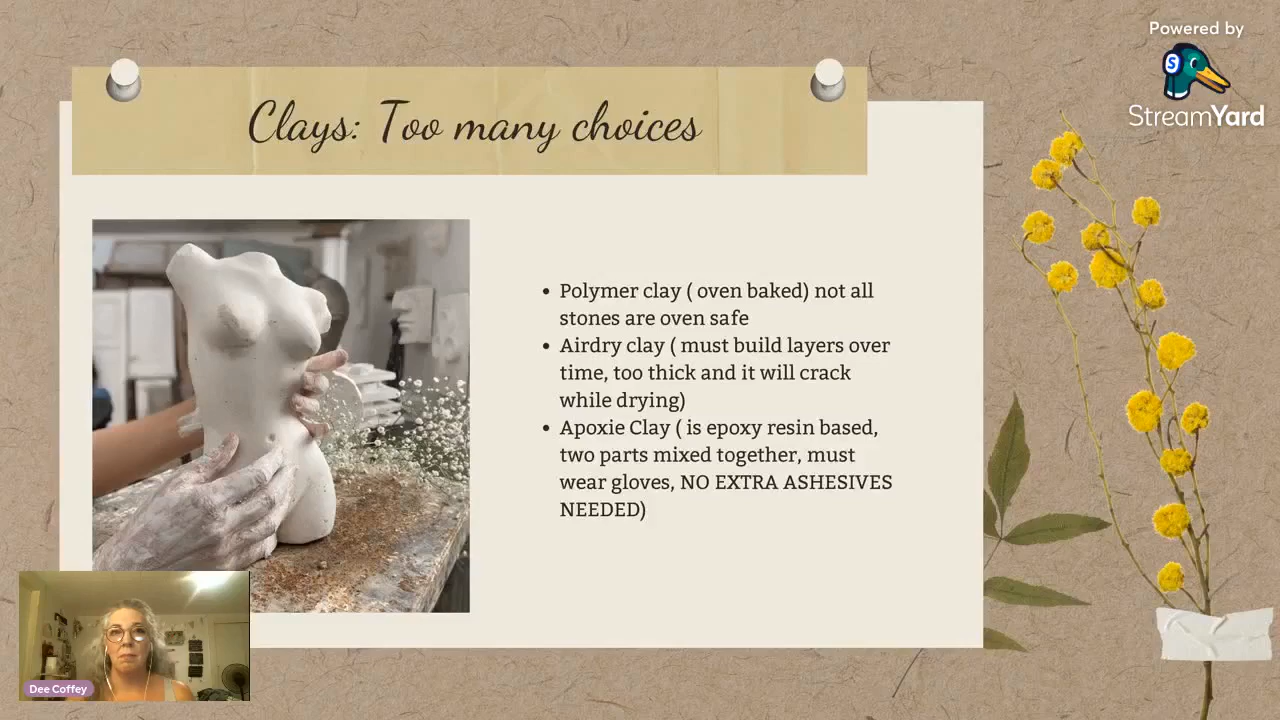 Powered by
S
StreamYard
Clays: Too many choices
• Polymer clay ( oven baked) not all
stones are oven safe
• Airdry clay ( must build layers over
time, too thick and it will crack
while drying)
• Apoxie Clay ( is epoxy resin based,
two parts mixed together, must
wear gloves, NO EXTRA ASHESIVES
NEEDED)
Dee Coffey